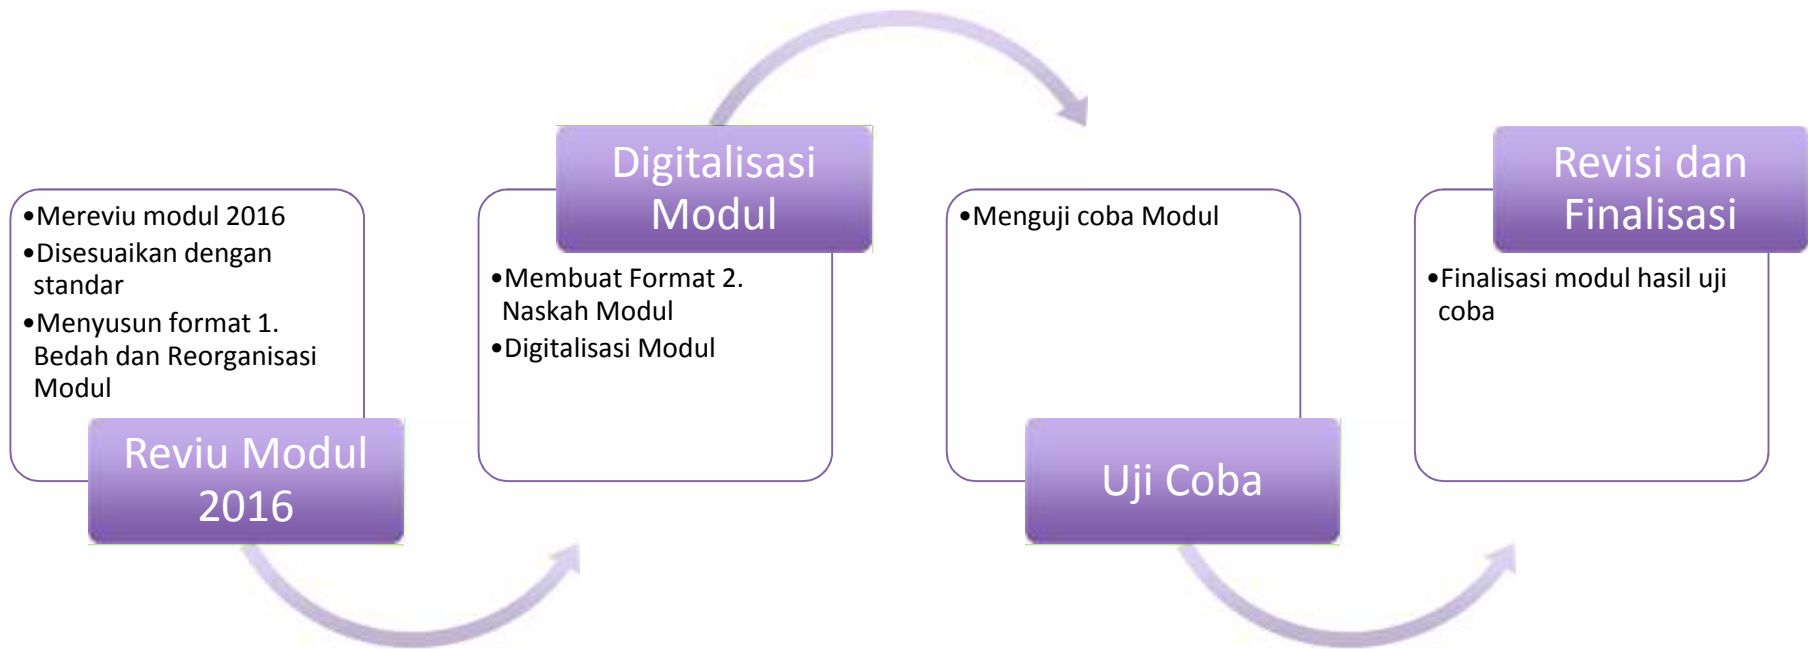 •Mereviu modul 2016
•Disesuaikan dengan
standar
•Menyusun format 1.
Bedah dan Reorganisasi
Modul
Reviu Modul
2016
Digitalisasi
Modul
•Membuat Format 2.
Naskah Modul
•Digitalisasi Modul
•Menguji coba Modul
Uji Coba
Revisi dan
Finalisasi
•Finalisasi modul hasil uji
coba